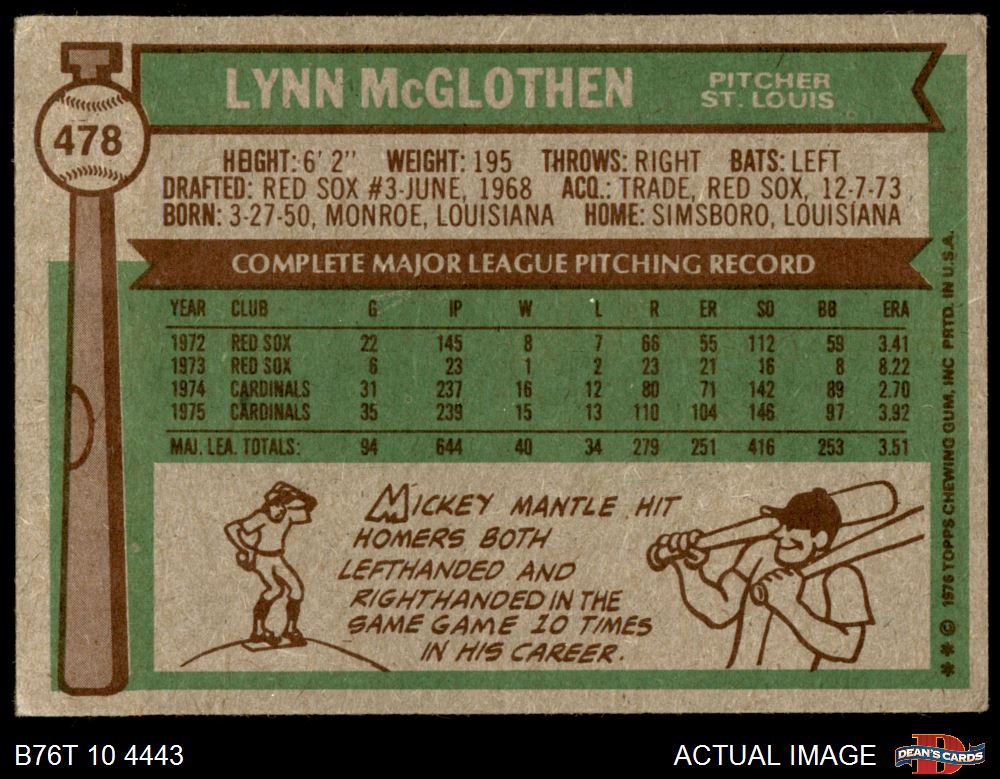 478
LYNN McGLOTHEN
PITCHER
ST. LOUIS
HEIGHT: 6' 2" WEIGHT: 195 THROWS: RIGHT BATS: LEFT
DRAFTED: RED SOX #3-JUNE, 1968 ACQ.: TRADE, RED SOX, 12-7-73
BORN: 3-27-50, MONROE, LOUISIANA HOME: SIMSBORO, LOUISIANA
COMPLETE MAJOR LEAGUE PITCHING RECORD
YEAR CLUB G IP W L R ER SO BB ERA
1972 RED SOX 22 145 8 7 66 55 112 59 3.41
1973 RED SOX 6 23 1 2 23 21 16 8 8.22
1974 CARDINALS 31 237 16 12 80 71 142 89 2.70
1975 CARDINALS 35 239 15 13 110 104 146 97 3.92
MAJ. LEA. TOTALS: 94 644 40 34 279 251 416 253 3.51
MICKEY MANTLE HIT
HOMERS BOTH
LEFTHANDED AND
RIGHTHANDED IN THE
SAME GAME 10 TIMES
IN HIS CAREER.
* * © 1976 TOPPS CHEWING GUM, INC PRTD. IN U.S.A.
B76T 10 4443
ACTUAL IMAGE
DEAN'S CARDS